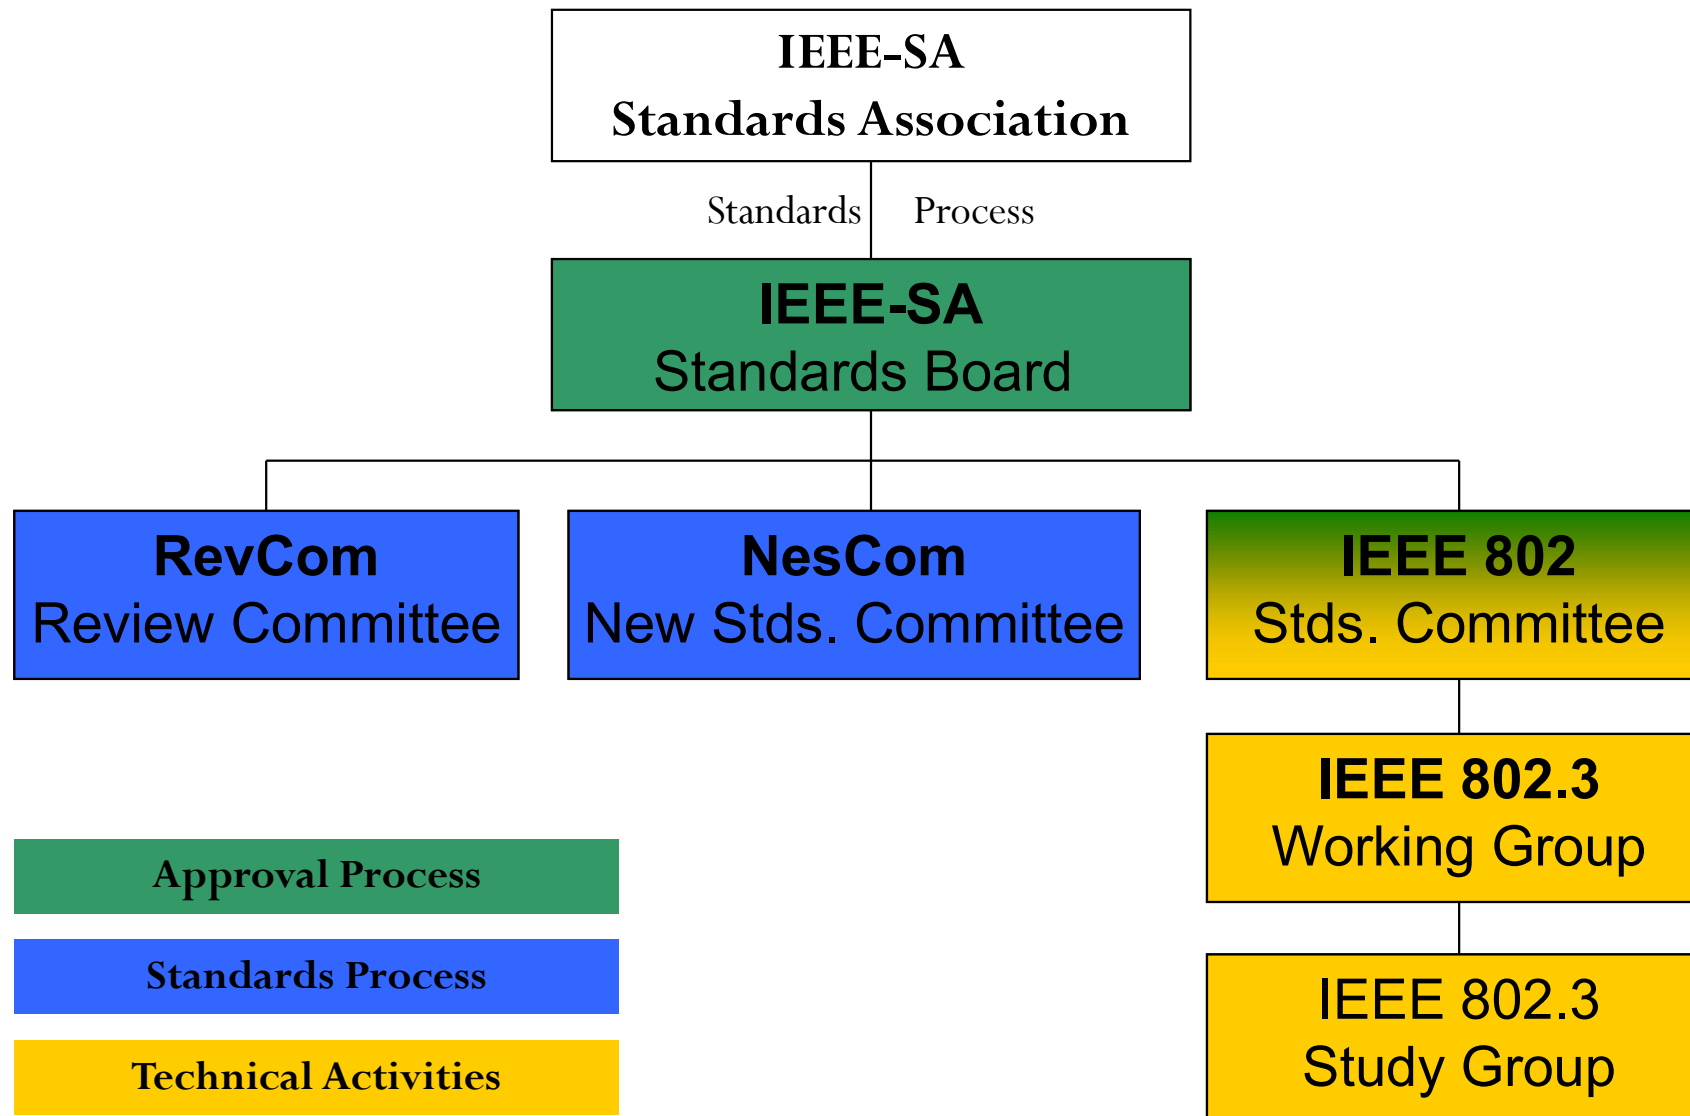 IEEE-SA
Standards Association
Standards Process
IEEE-SA
Standards Board
RevCom
Review Committee
NesCom
New Stds. Committee
IEEE 802
Stds. Committee
IEEE 802.3
Working Group
IEEE 802.3
Study Group
Approval Process
Standards Process
Technical Activities